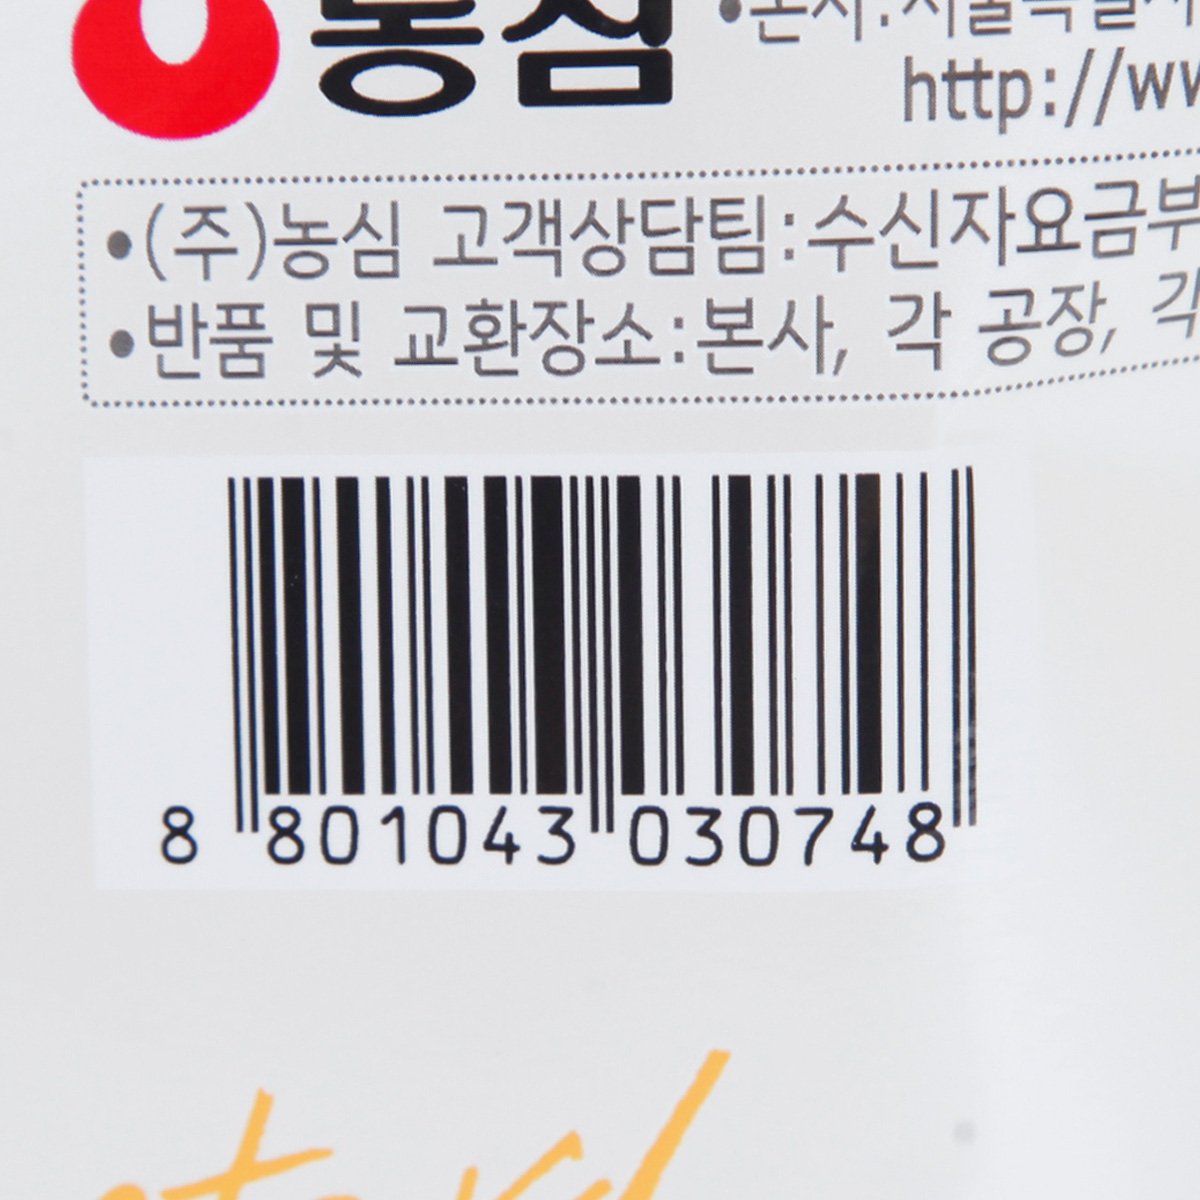 농심
http://ww
•(주)농심 고객상담팀:수신자요금부
•반품 및 교환장소:본사, 각 공장, 각
8 801043 030748